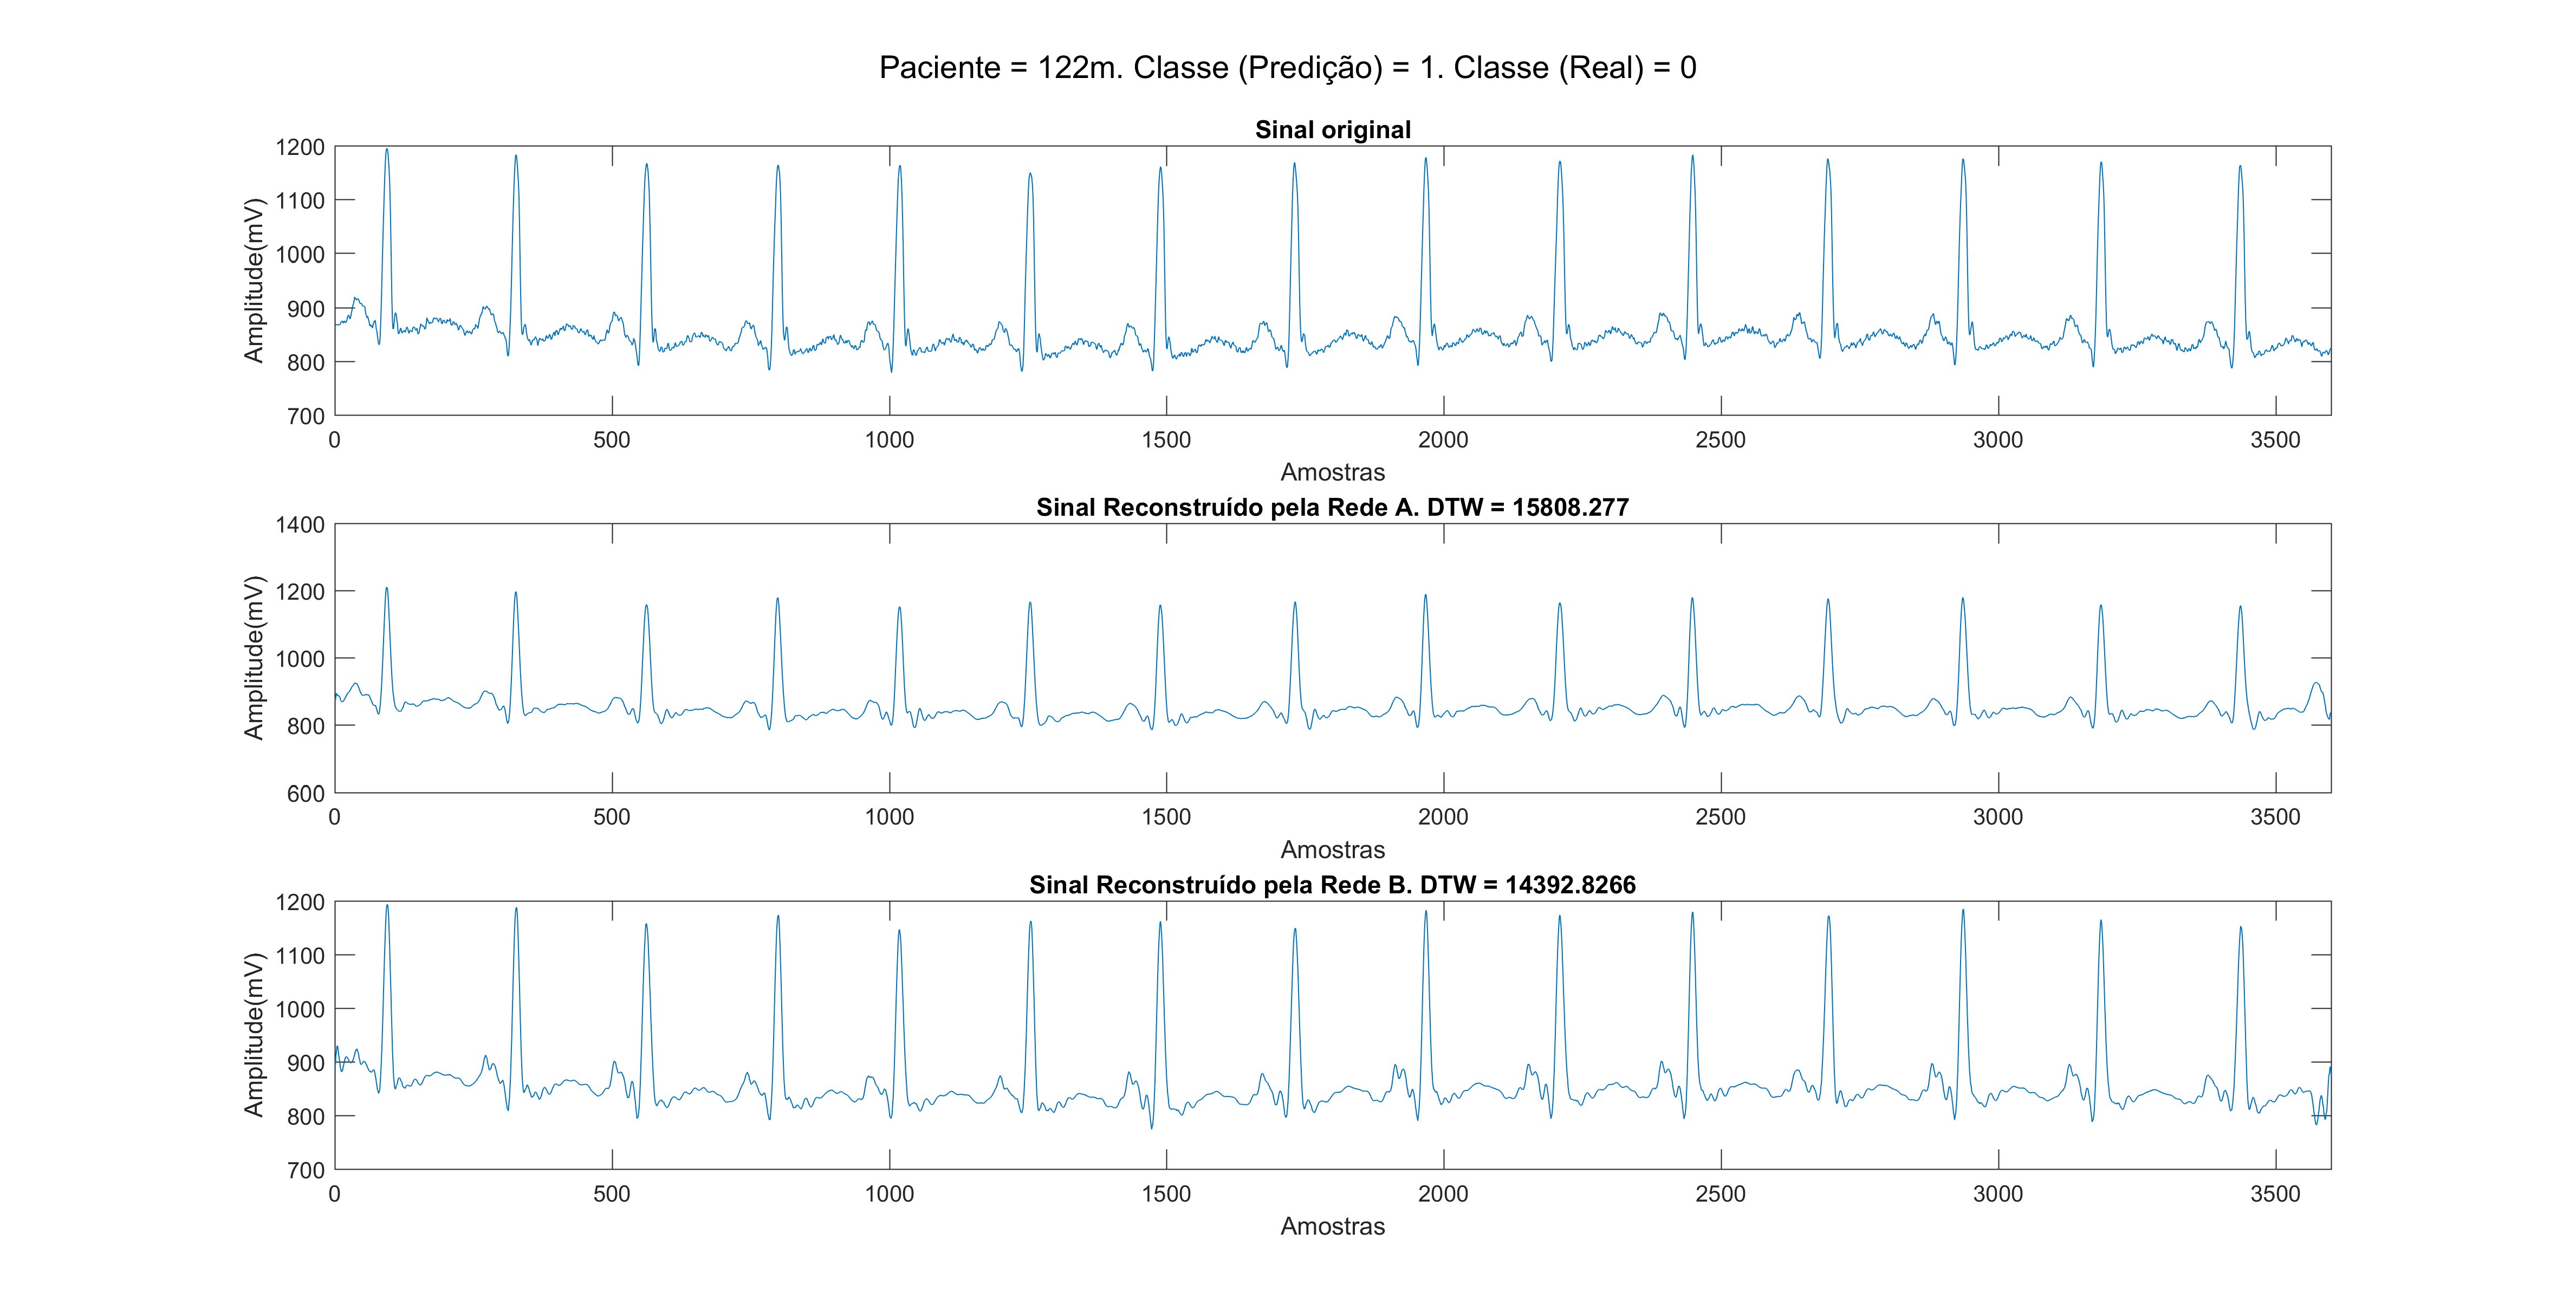 Paciente = 122m. Classe (Predição) = 1. Classe (Real) = 0
Sinal original
1200
1100
1000
900
800
700
Amplitude(mV)
0 500 1000 1500 2000 2500 3000 3500
Amostras
Sinal Reconstruído pela Rede A. DTW = 15808.277
1400
1200
1000
800
600
Amplitude(mV)
0 500 1000 1500 2000 2500 3000 3500
Amostras
Sinal Reconstruído pela Rede B. DTW = 14392.8266
1200
1100
1000
900
800
700
Amplitude(mV)
0 500 1000 1500 2000 2500 3000 3500
Amostras